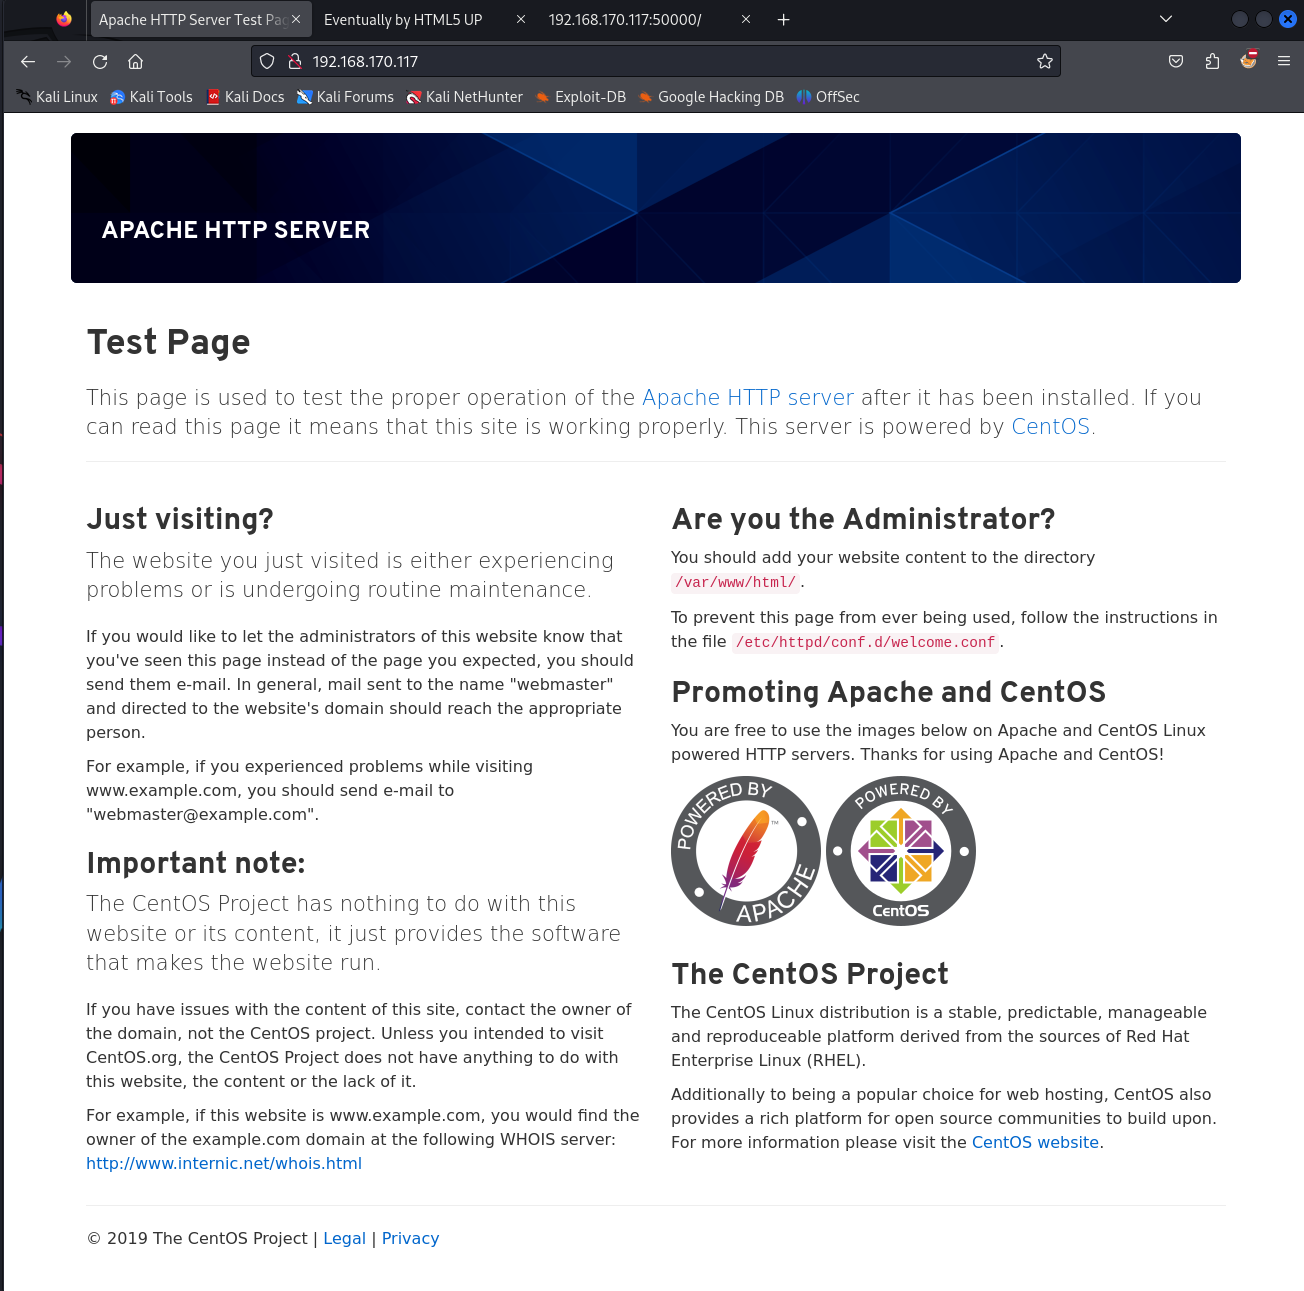 Apache HTTP Server Test Pag
Eventually by HTML5 UP
192.168.170.117:50000/
192.168.170.117
Kali Linux
Kali Tools
Kali Docs
Kali Forums
Kali NetHunter
Exploit-DB
Google Hacking DB
OffSec
APACHE HTTP SERVER
Test Page
This page is used to test the proper operation of the Apache HTTP server after it has been installed. If you
can read this page it means that this site is working properly. This server is powered by CentOS.
Just visiting?
The website you just visited is either experiencing
problems or is undergoing routine maintenance.
If you would like to let the administrators of this website know that
you've seen this page instead of the page you expected, you should
send them e-mail. In general, mail sent to the name "webmaster"
and directed to the website's domain should reach the appropriate
person.
For example, if you experienced problems while visiting
www.example.com, you should send e-mail to
"webmaster@example.com".
Important note:
The CentOS Project has nothing to do with this
website or its content, it just provides the software
that makes the website run.
If you have issues with the content of this site, contact the owner of
the domain, not the CentOS project. Unless you intended to visit
CentOS.org, the CentOS Project does not have anything to do with
this website, the content or the lack of it.
For example, if this website is www.example.com, you would find the
owner of the example.com domain at the following WHOIS server:
http://www.internic.net/whois.html
Are you the Administrator?
You should add your website content to the directory
/var/www/html/.
To prevent this page from ever being used, follow the instructions in
the file /etc/httpd/conf.d/welcome.conf.
Promoting Apache and CentOS
You are free to use the images below on Apache and CentOS Linux
powered HTTP servers. Thanks for using Apache and CentOS!
POWERED BY
APACHE
TM
POWERED BY
CentOS
The CentOS Project
The CentOS Linux distribution is a stable, predictable, manageable
and reproduceable platform derived from the sources of Red Hat
Enterprise Linux (RHEL).
Additionally to being a popular choice for web hosting, CentOS also
provides a rich platform for open source communities to build upon.
For more information please visit the CentOS website.
© 2019 The CentOS Project | Legal | Privacy